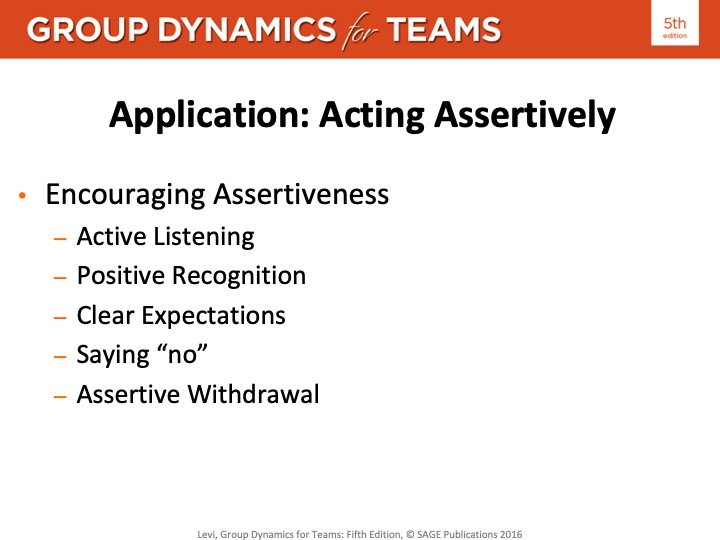 GROUP DYNAMICS for TEAMS
5th
edition
Application: Acting Assertively
• Encouraging Assertiveness
– Active Listening
– Positive Recognition
– Clear Expectations
– Saying “no”
– Assertive Withdrawal
Levi, Group Dynamics for Teams: Fifth Edition, © SAGE Publications 2016